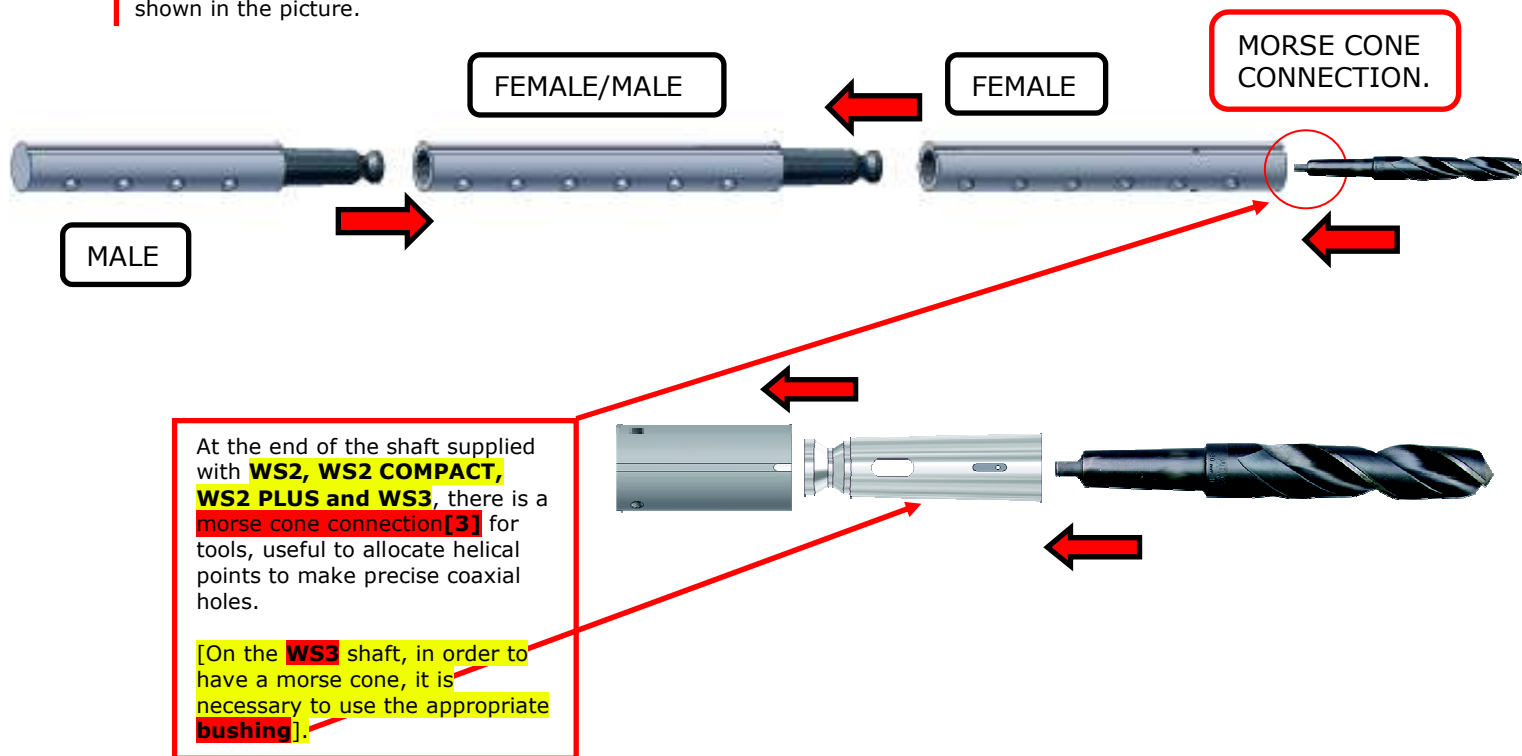 shown in the picture.
MORSE CONE
CONNECTION.
FEMALE/MALE
FEMALE
MALE
At the end of the shaft supplied
with WS2, WS2 COMPACT,
WS2 PLUS and WS3, there is a
morse cone connection[3] for
tools, useful to allocate helical
points to make precise coaxial
holes.
[On the WS3 shaft, in order to
have a morse cone, it is
necessary to use the appropriate
bushing].